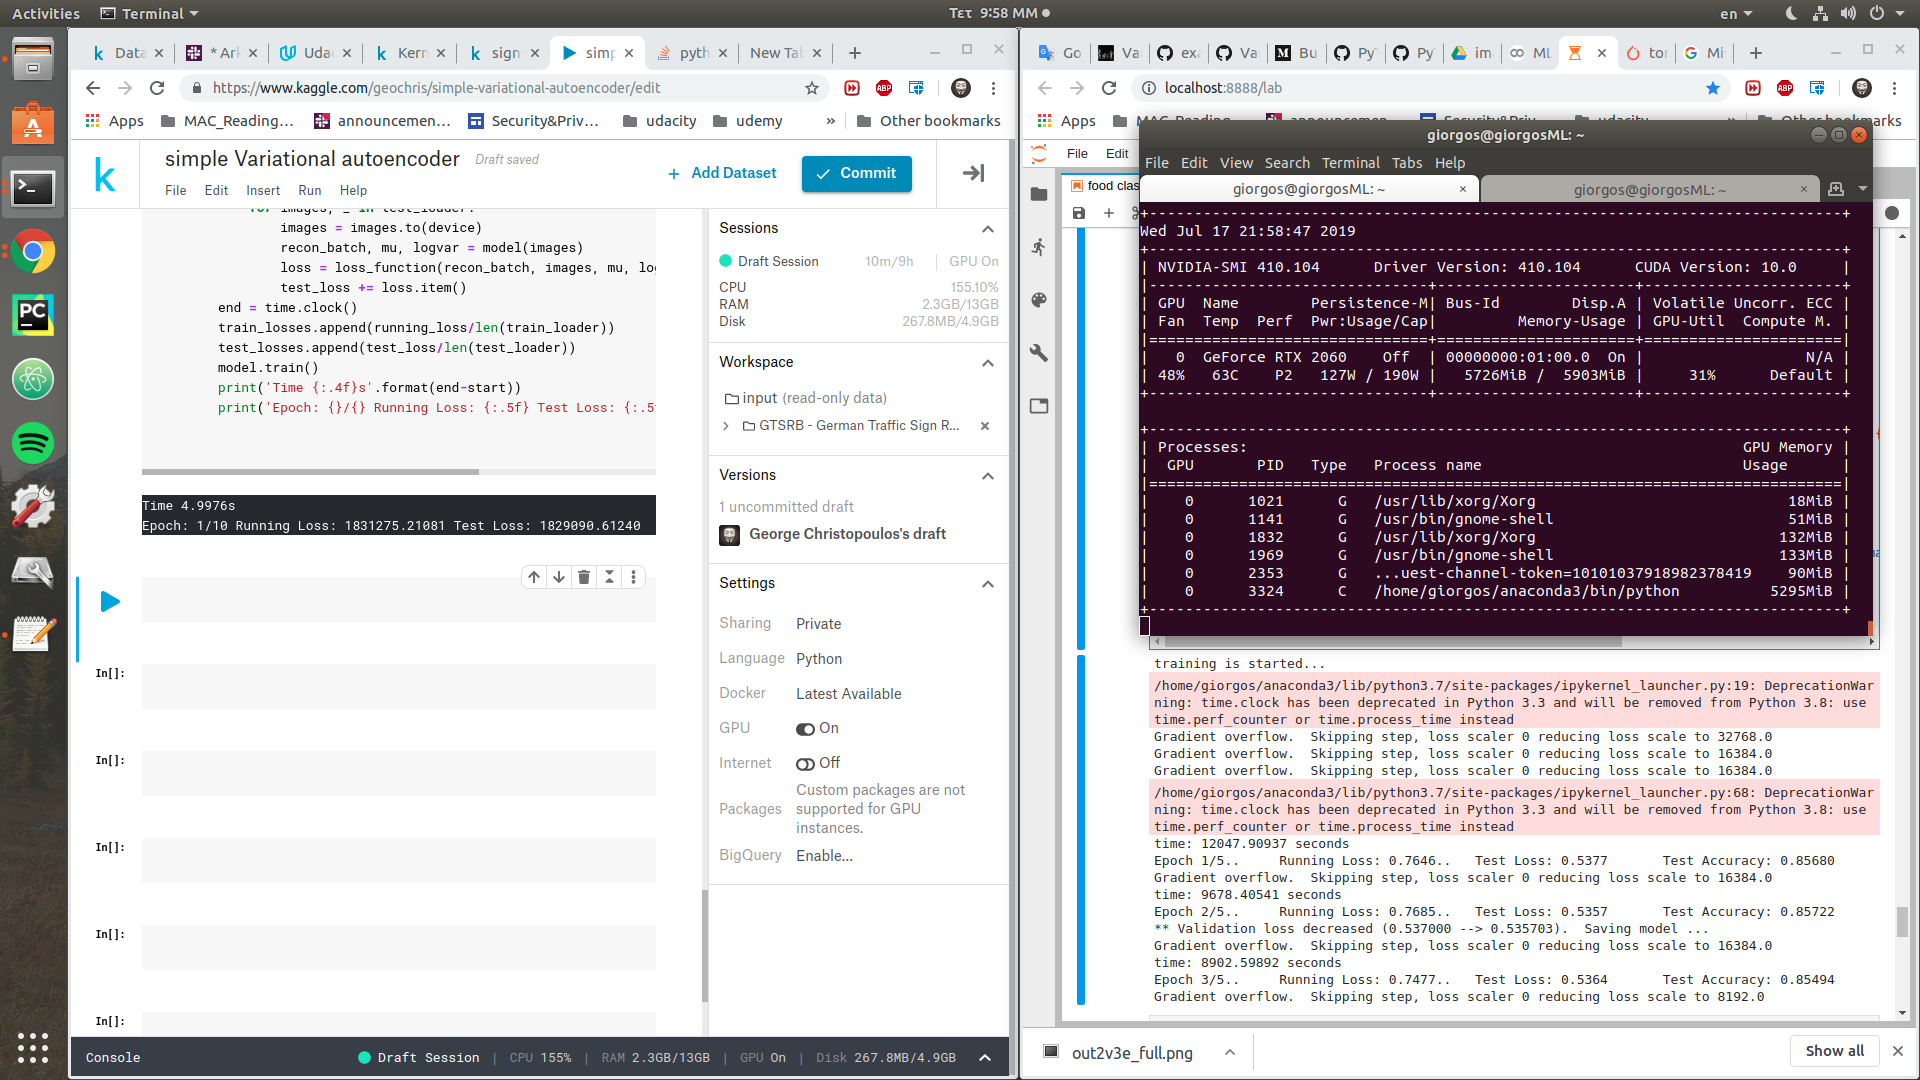 Activities Terminal Τετ 9:58 ΜΜ en
Data * Ark Uda Kern sign simp pyth New Tab
https://www.kaggle.com/geochris/simple-variational-autoencoder/edit
Apps MAC_Reading... announcemen... Security&Priv... udacity udemy » Other bookmarks
simple Variational autoencoder Draft saved
File Edit Insert Run Help
+ Add Dataset Commit
images = images.to(device)
recon_batch, mu, logvar = model(images)
loss = loss_function(recon_batch, images, mu, log
test_loss += loss.item()
end = time.clock()
train_losses.append(running_loss/len(train_loader))
test_losses.append(test_loss/len(test_loader))
model.train()
print('Time {:.4f}s'.format(end-start))
print('Epoch: {}/{} Running Loss: {:.5f} Test Loss: {:.5f
Time 4.9976s
Epoch: 1/10 Running Loss: 1831275.21081 Test Loss: 1829090.61240
In[]:
In[]:
In[]:
In[]:
In[]:
Sessions
Draft Session 10m/9h GPU On
CPU 155.10%
RAM 2.3GB/13GB
Disk 267.8MB/4.9GB
Workspace
input (read-only data)
GTSRB - German Traffic Sign R...
Versions
1 uncommitted draft
George Christopoulos's draft
Settings
Sharing Private
Language Python
Docker Latest Available
GPU On
Internet Off
Packages Custom packages are not
supported for GPU
instances.
BigQuery Enable...
Console Draft Session | CPU 155% | RAM 2.3GB/13GB | GPU On | Disk 267.8MB/4.9GB
Go Va exa Va Bu Py Py ima ML tor Mi
localhost:8888/lab
Apps
File Edit
food clas
giorgos@giorgosML: ~
File Edit View Search Terminal Tabs Help
giorgos@giorgosML: ~ giorgos@giorgosML: ~
Wed Jul 17 21:58:47 2019
NVIDIA-SMI 410.104 Driver Version: 410.104 CUDA Version: 10.0
GPU Name Persistence-M| Bus-Id Disp.A | Volatile Uncorr. ECC
Fan Temp Perf Pwr:Usage/Cap| Memory-Usage | GPU-Util Compute M.
0 GeForce RTX 2060 Off | 00000000:01:00.0 On | N/A
48% 63C P2 127W / 190W | 5726MiB / 5903MiB | 31% Default
Processes: GPU Memory
GPU PID Type Process name Usage
0 1021 G /usr/lib/xorg/Xorg 18MiB
0 1141 G /usr/bin/gnome-shell 51MiB
0 1832 G /usr/lib/xorg/Xorg 132MiB
0 1969 G /usr/bin/gnome-shell 133MiB
0 2353 G ...uest-channel-token=10101037918982378419 90MiB
0 3324 C /home/giorgos/anaconda3/bin/python 5295MiB
training is started...
/home/giorgos/anaconda3/lib/python3.7/site-packages/ipykernel_launcher.py:19: DeprecationWar
ning: time.clock has been deprecated in Python 3.3 and will be removed from Python 3.8: use
time.perf_counter or time.process_time instead
Gradient overflow. Skipping step, loss scaler 0 reducing loss scale to 32768.0
Gradient overflow. Skipping step, loss scaler 0 reducing loss scale to 16384.0
Gradient overflow. Skipping step, loss scaler 0 reducing loss scale to 16384.0
/home/giorgos/anaconda3/lib/python3.7/site-packages/ipykernel_launcher.py:68: DeprecationWar
ning: time.clock has been deprecated in Python 3.3 and will be removed from Python 3.8: use
time.perf_counter or time.process_time instead
time: 12047.90937 seconds
Epoch 1/5.. Running Loss: 0.7646.. Test Loss: 0.5377 Test Accuracy: 0.85680
Gradient overflow. Skipping step, loss scaler 0 reducing loss scale to 16384.0
time: 9678.40541 seconds
Epoch 2/5.. Running Loss: 0.7685.. Test Loss: 0.5357 Test Accuracy: 0.85722
** Validation loss decreased (0.537000 --> 0.535703). Saving model ...
Gradient overflow. Skipping step, loss scaler 0 reducing loss scale to 16384.0
time: 8902.59892 seconds
Epoch 3/5.. Running Loss: 0.7477.. Test Loss: 0.5364 Test Accuracy: 0.85494
Gradient overflow. Skipping step, loss scaler 0 reducing loss scale to 8192.0
out2v3e_full.png Show all